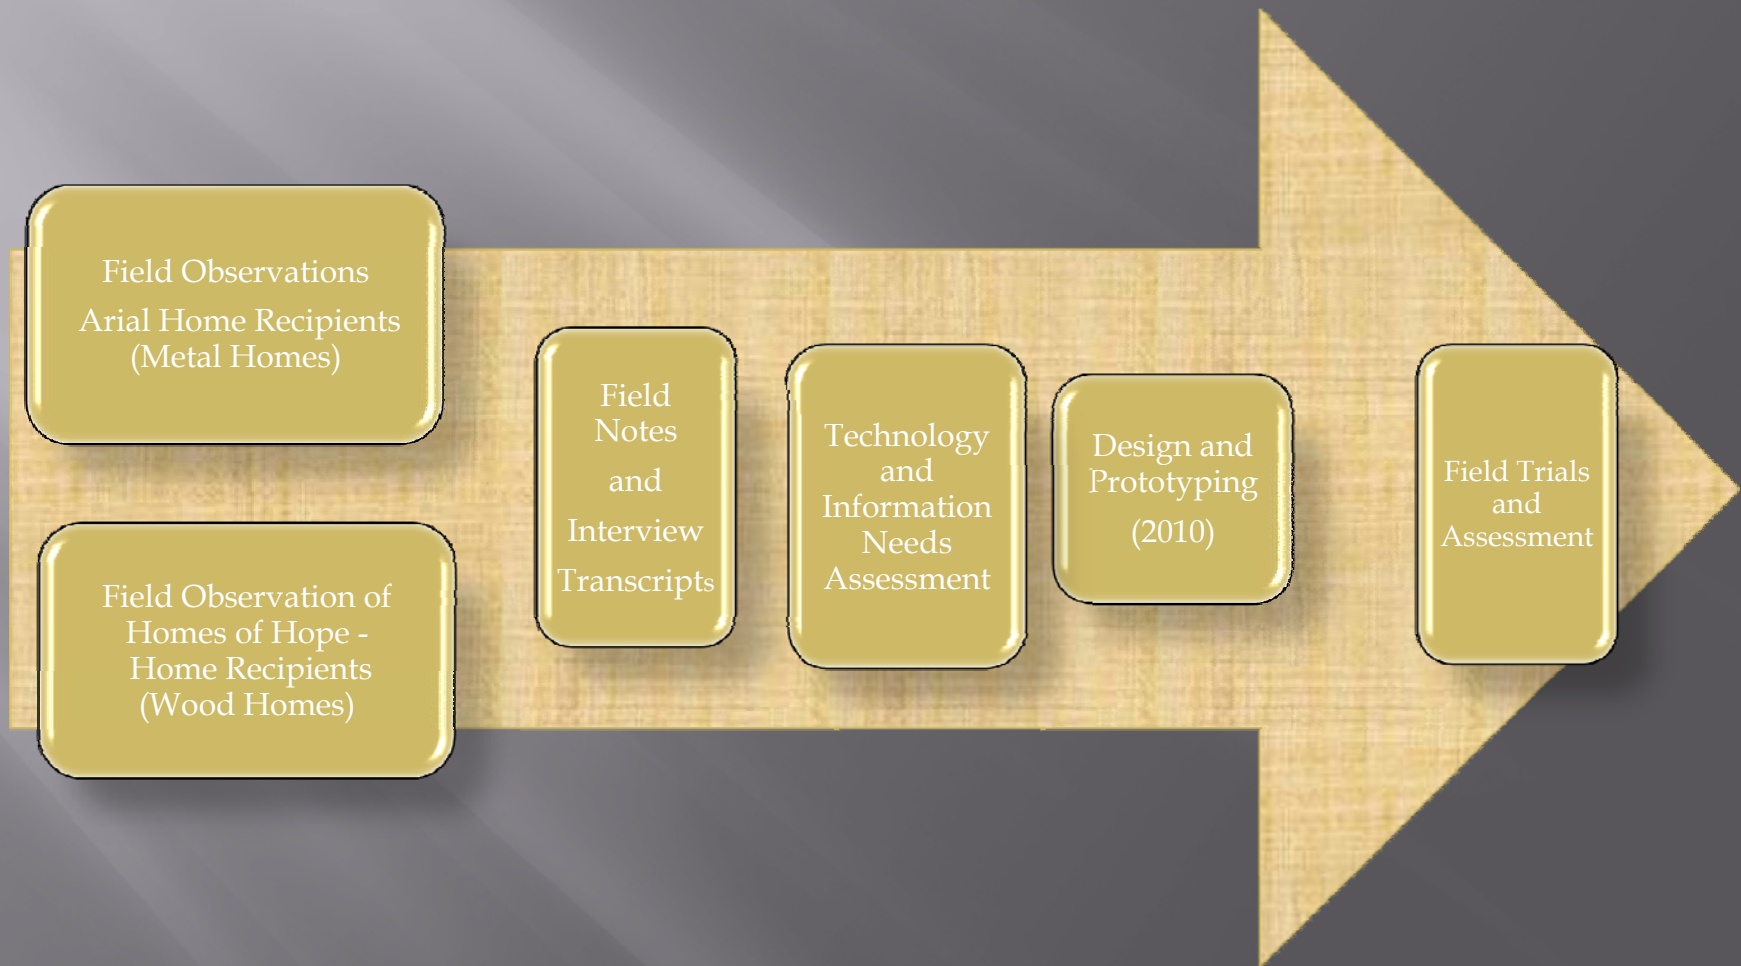 Field Observations
Arial Home Recipients
(Metal Homes)
Field Observation of
Homes of Hope -
Home Recipients
(Wood Homes)
Field
Notes
and
Interview
Transcripts
Technology
and
Information
Needs
Assessment
Design and
Prototyping
(2010)
Field Trials
and
Assessment